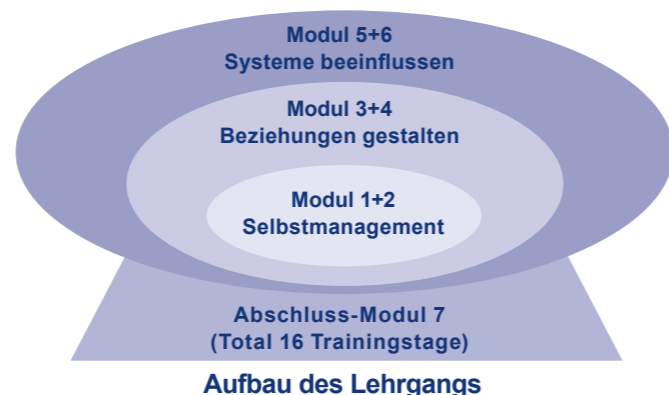 Modul 5+6
Systeme beeinflussen
Modul 3+4
Beziehungen gestalten
Modul 1+2
Selbstmanagement
Abschluss-Modul 7
(Total 16 Trainingstage)
Aufbau des Lehrgangs